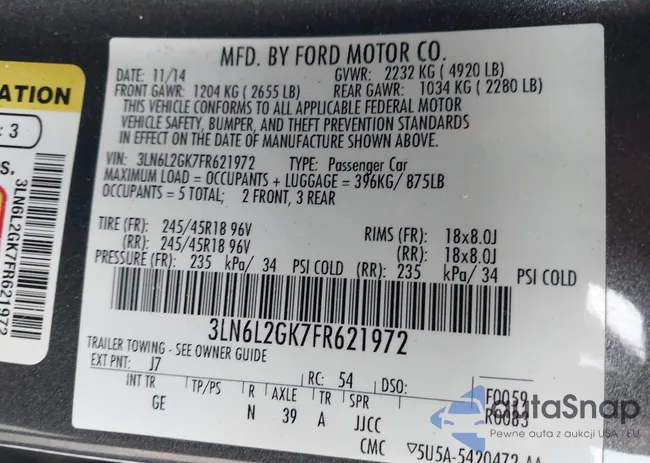 MFD. BY FORD MOTOR CO.
DATE: 11/14 GVWR: 2232 KG ( 4920 LB)
FRONT GAWR: 1204 KG ( 2655 LB) REAR GAWR: 1034 KG ( 2280 LB)
THIS VEHICLE CONFORMS TO ALL APPLICABLE FEDERAL MOTOR
VEHICLE SAFETY, BUMPER, AND THEFT PREVENTION STANDARDS
IN EFFECT ON THE DATE OF MANUFACTURE SHOWN ABOVE.
VIN: 3LN6L2GK7FR621972 TYPE: Passenger Car
MAXIMUM LOAD = OCCUPANTS + LUGGAGE = 396KG/ 875LB
OCCUPANTS = 5 TOTAL; 2 FRONT, 3 REAR
TIRE (FR): 245/45R18 96V RIMS (FR): 18x8.0J
(RR): 245/45R18 96V (RR): 18x8.0J
PRESSURE (FR): 235 kPa/ 34 PSI COLD (RR): 235 kPa/ 34 PSI COLD
3LN6L2GK7FR621972
TRAILER TOWING - SEE OWNER GUIDE
EXT PNT: J7 RC: 54 DSO: F0059
INT TR TP/PS R AXLE TR SPR R0083
GE N 39 A JJCC
CMC 5U5A-5420472-AA
ATION
: 3
S.
3LN6L2GK7FR621972
autaSnap
Pewne auta z aukcji USA i EU